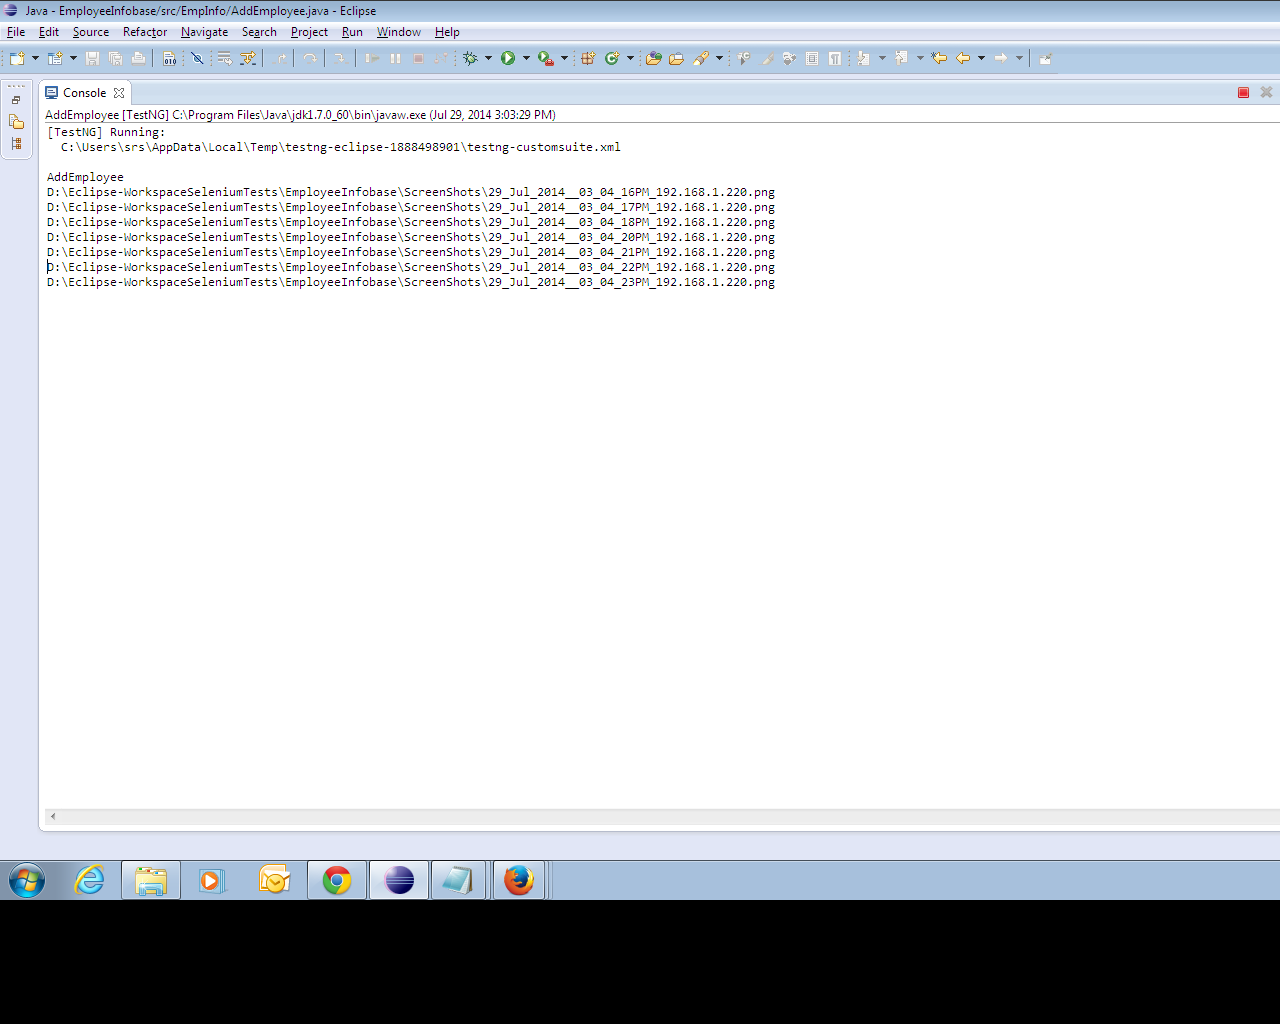 Java - EmployeeInfobase/src/EmpInfo/AddEmployee.java - Eclipse
File Edit Source Refactor Navigate Search Project Run Window Help
Console
AddEmployee [TestNG] C:\Program Files\Java\jdk1.7.0_60\bin\javaw.exe (Jul 29, 2014 3:03:29 PM)
[TestNG] Running:
C:\Users\srs\AppData\Local\Temp\testng-eclipse-1888498901\testng-customsuite.xml
AddEmployee
D:\Eclipse-WorkspaceSeleniumTests\EmployeeInfobase\ScreenShots\29_Jul_2014__03_04_16PM_192.168.1.220.png
D:\Eclipse-WorkspaceSeleniumTests\EmployeeInfobase\ScreenShots\29_Jul_2014__03_04_17PM_192.168.1.220.png
D:\Eclipse-WorkspaceSeleniumTests\EmployeeInfobase\ScreenShots\29_Jul_2014__03_04_18PM_192.168.1.220.png
D:\Eclipse-WorkspaceSeleniumTests\EmployeeInfobase\ScreenShots\29_Jul_2014__03_04_20PM_192.168.1.220.png
D:\Eclipse-WorkspaceSeleniumTests\EmployeeInfobase\ScreenShots\29_Jul_2014__03_04_21PM_192.168.1.220.png
D:\Eclipse-WorkspaceSeleniumTests\EmployeeInfobase\ScreenShots\29_Jul_2014__03_04_22PM_192.168.1.220.png
D:\Eclipse-WorkspaceSeleniumTests\EmployeeInfobase\ScreenShots\29_Jul_2014__03_04_23PM_192.168.1.220.png